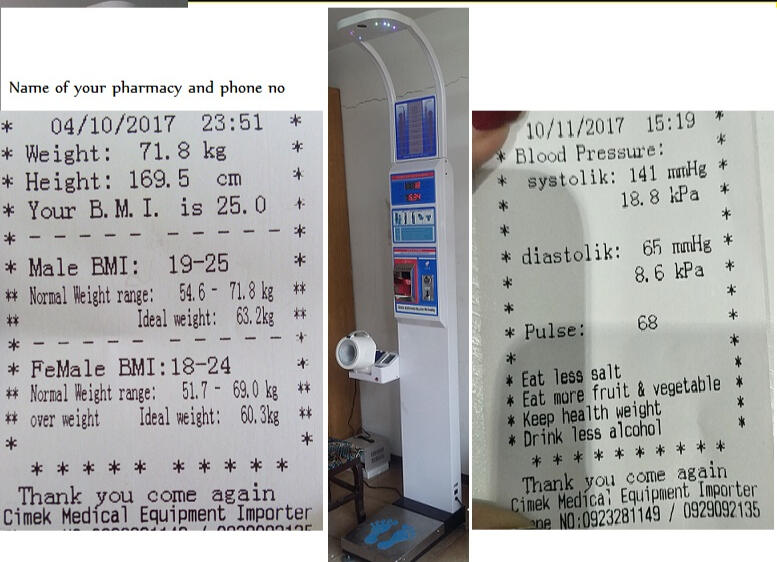 Name of your pharmacy and phone no
* 04/10/2017 23:51 *
* Weight: 71.8 kg *
* Height: 169.5 cm *
* Your B.M.I. is 25.0 *
* - - - - - - - - - - *
* Male BMI: 19-25 *
** Normal Weight range: 54.6 - 71.8 kg **
** Ideal weight: 63.2kg **
* - - - - - - - - - - *
* FeMale BMI:18-24 *
** Normal Weight range: 51.7 - 69.0 kg **
** over weight Ideal weight: 60.3kg **
* *
* * * * * * * * * *
Thank you come again
Cimek Medical Equipment Importer
10/11/2017 15:19 *
* Blood Pressure: *
* systolik: 141 mmHg *
* 18.8 kPa *
* *
* diastolik: 65 mmHg *
* 8.6 kPa *
* *
* Pulse: 68 *
* *
* Eat less salt *
* Eat more fruit & vegetable *
* Keep health weight *
* Drink less alcohol *
* * * * * * * * * *
Thank you come again
Cimek Medical Equipment Importer
NO:0923281149 / 0929092135